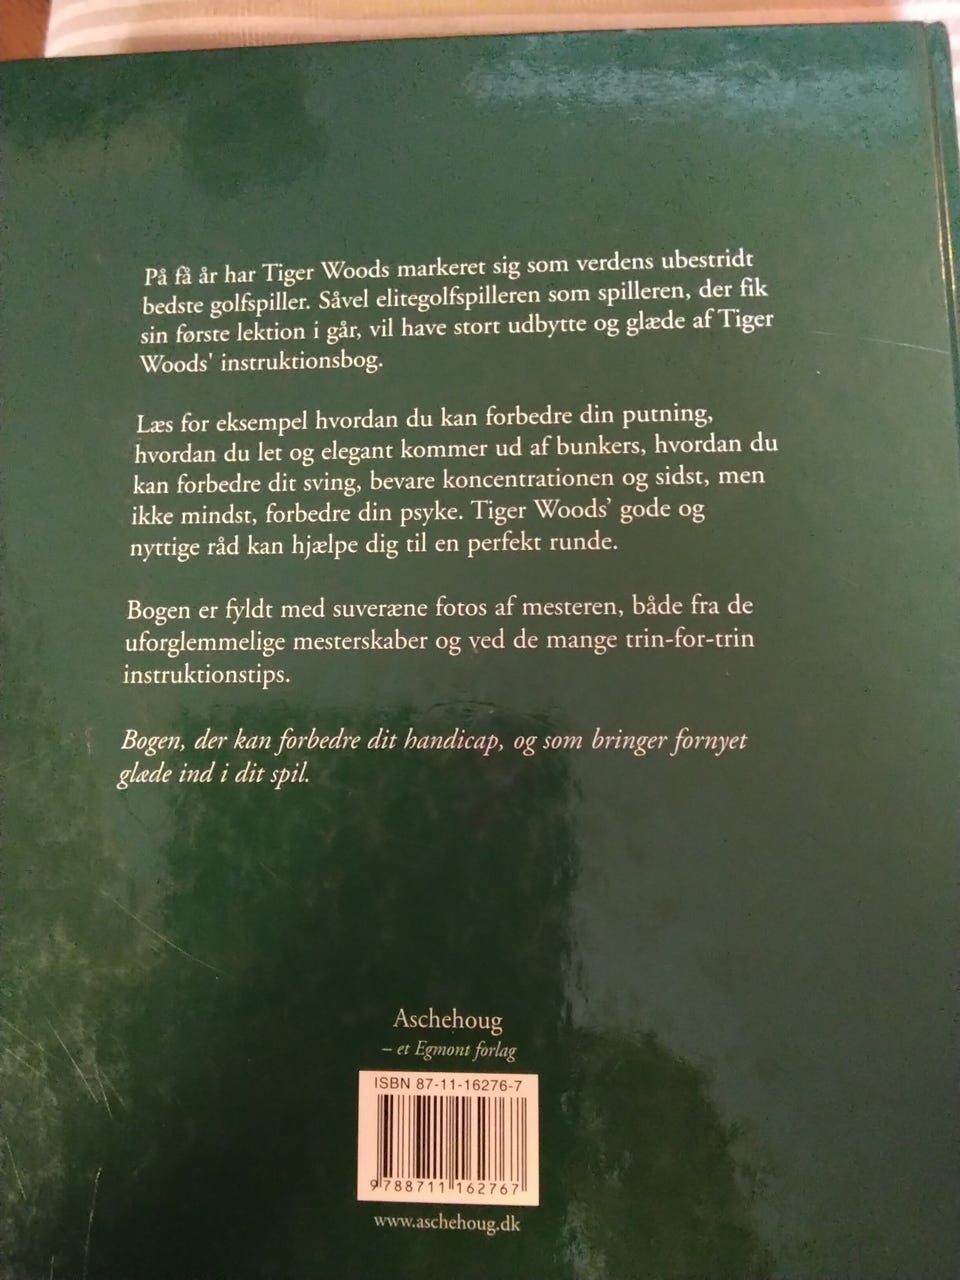 På få år har Tiger Woods markeret sig som verdens ubestridt
bedste golfspiller. Såvel elitegolfspilleren som spilleren, der fik
sin første lektion i går, vil have stort udbytte og glæde af Tiger
Woods' instruktionsbog.
Læs for eksempel hvordan du kan forbedre din putning,
hvordan du let og elegant kommer ud af bunkers, hvordan du
kan forbedre dit sving, bevare koncentrationen og sidst, men
ikke mindst, forbedre din psyke. Tiger Woods’ gode og
nyttige råd kan hjælpe dig til en perfekt runde.
Bogen er fyldt med suveræne fotos af mesteren, både fra de
uforglemmelige mesterskaber og ved de mange trin-for-trin
instruktionstips.
Bogen, der kan forbedre dit handicap, og som bringer fornyet
glæde ind i dit spil.
Aschehoug
– et Egmont forlag
ISBN 87-11-16276-7
9788711162767
www.aschehoug.dk